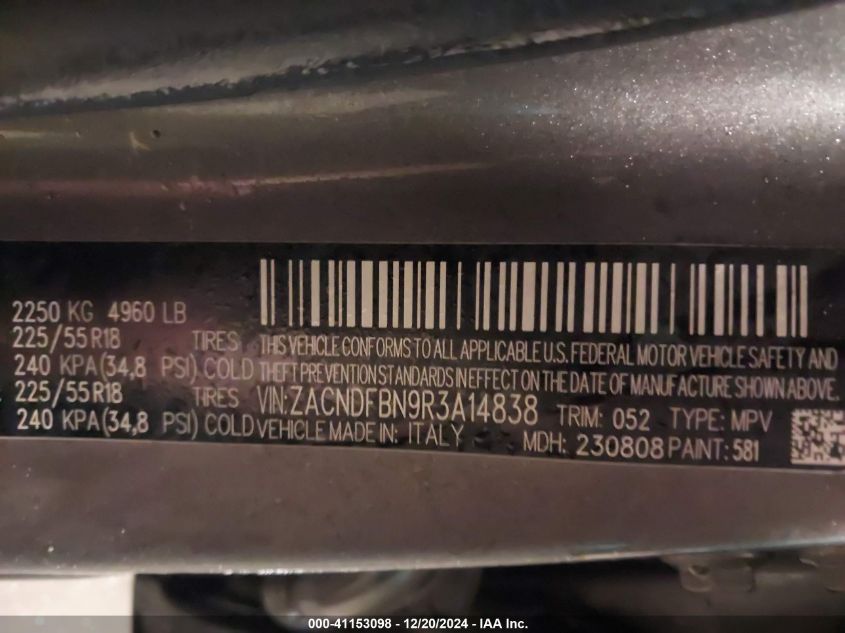 2250 KG 4960 LB
225/55R18 TIRES
240 KPA(34,8 PSI) COLD
225/55R18 TIRES
240 KPA(34,8 PSI) COLD
THIS VEHICLE CONFORMS TO ALL APPLICABLE U.S. FEDERAL MOTOR VEHICLE SAFETY AND
THEFT PREVENTION STANDARDS IN EFFECT ON THE DATE OF MANUFACTURE SHOWN ABOVE.
VIN:ZACNDFBN9R3A14838 TRIM: 052 TYPE: MPV
VEHICLE MADE IN: ITALY MDH: 230808 PAINT: 581
000-41153098 - 12/20/2024 - IAA Inc.